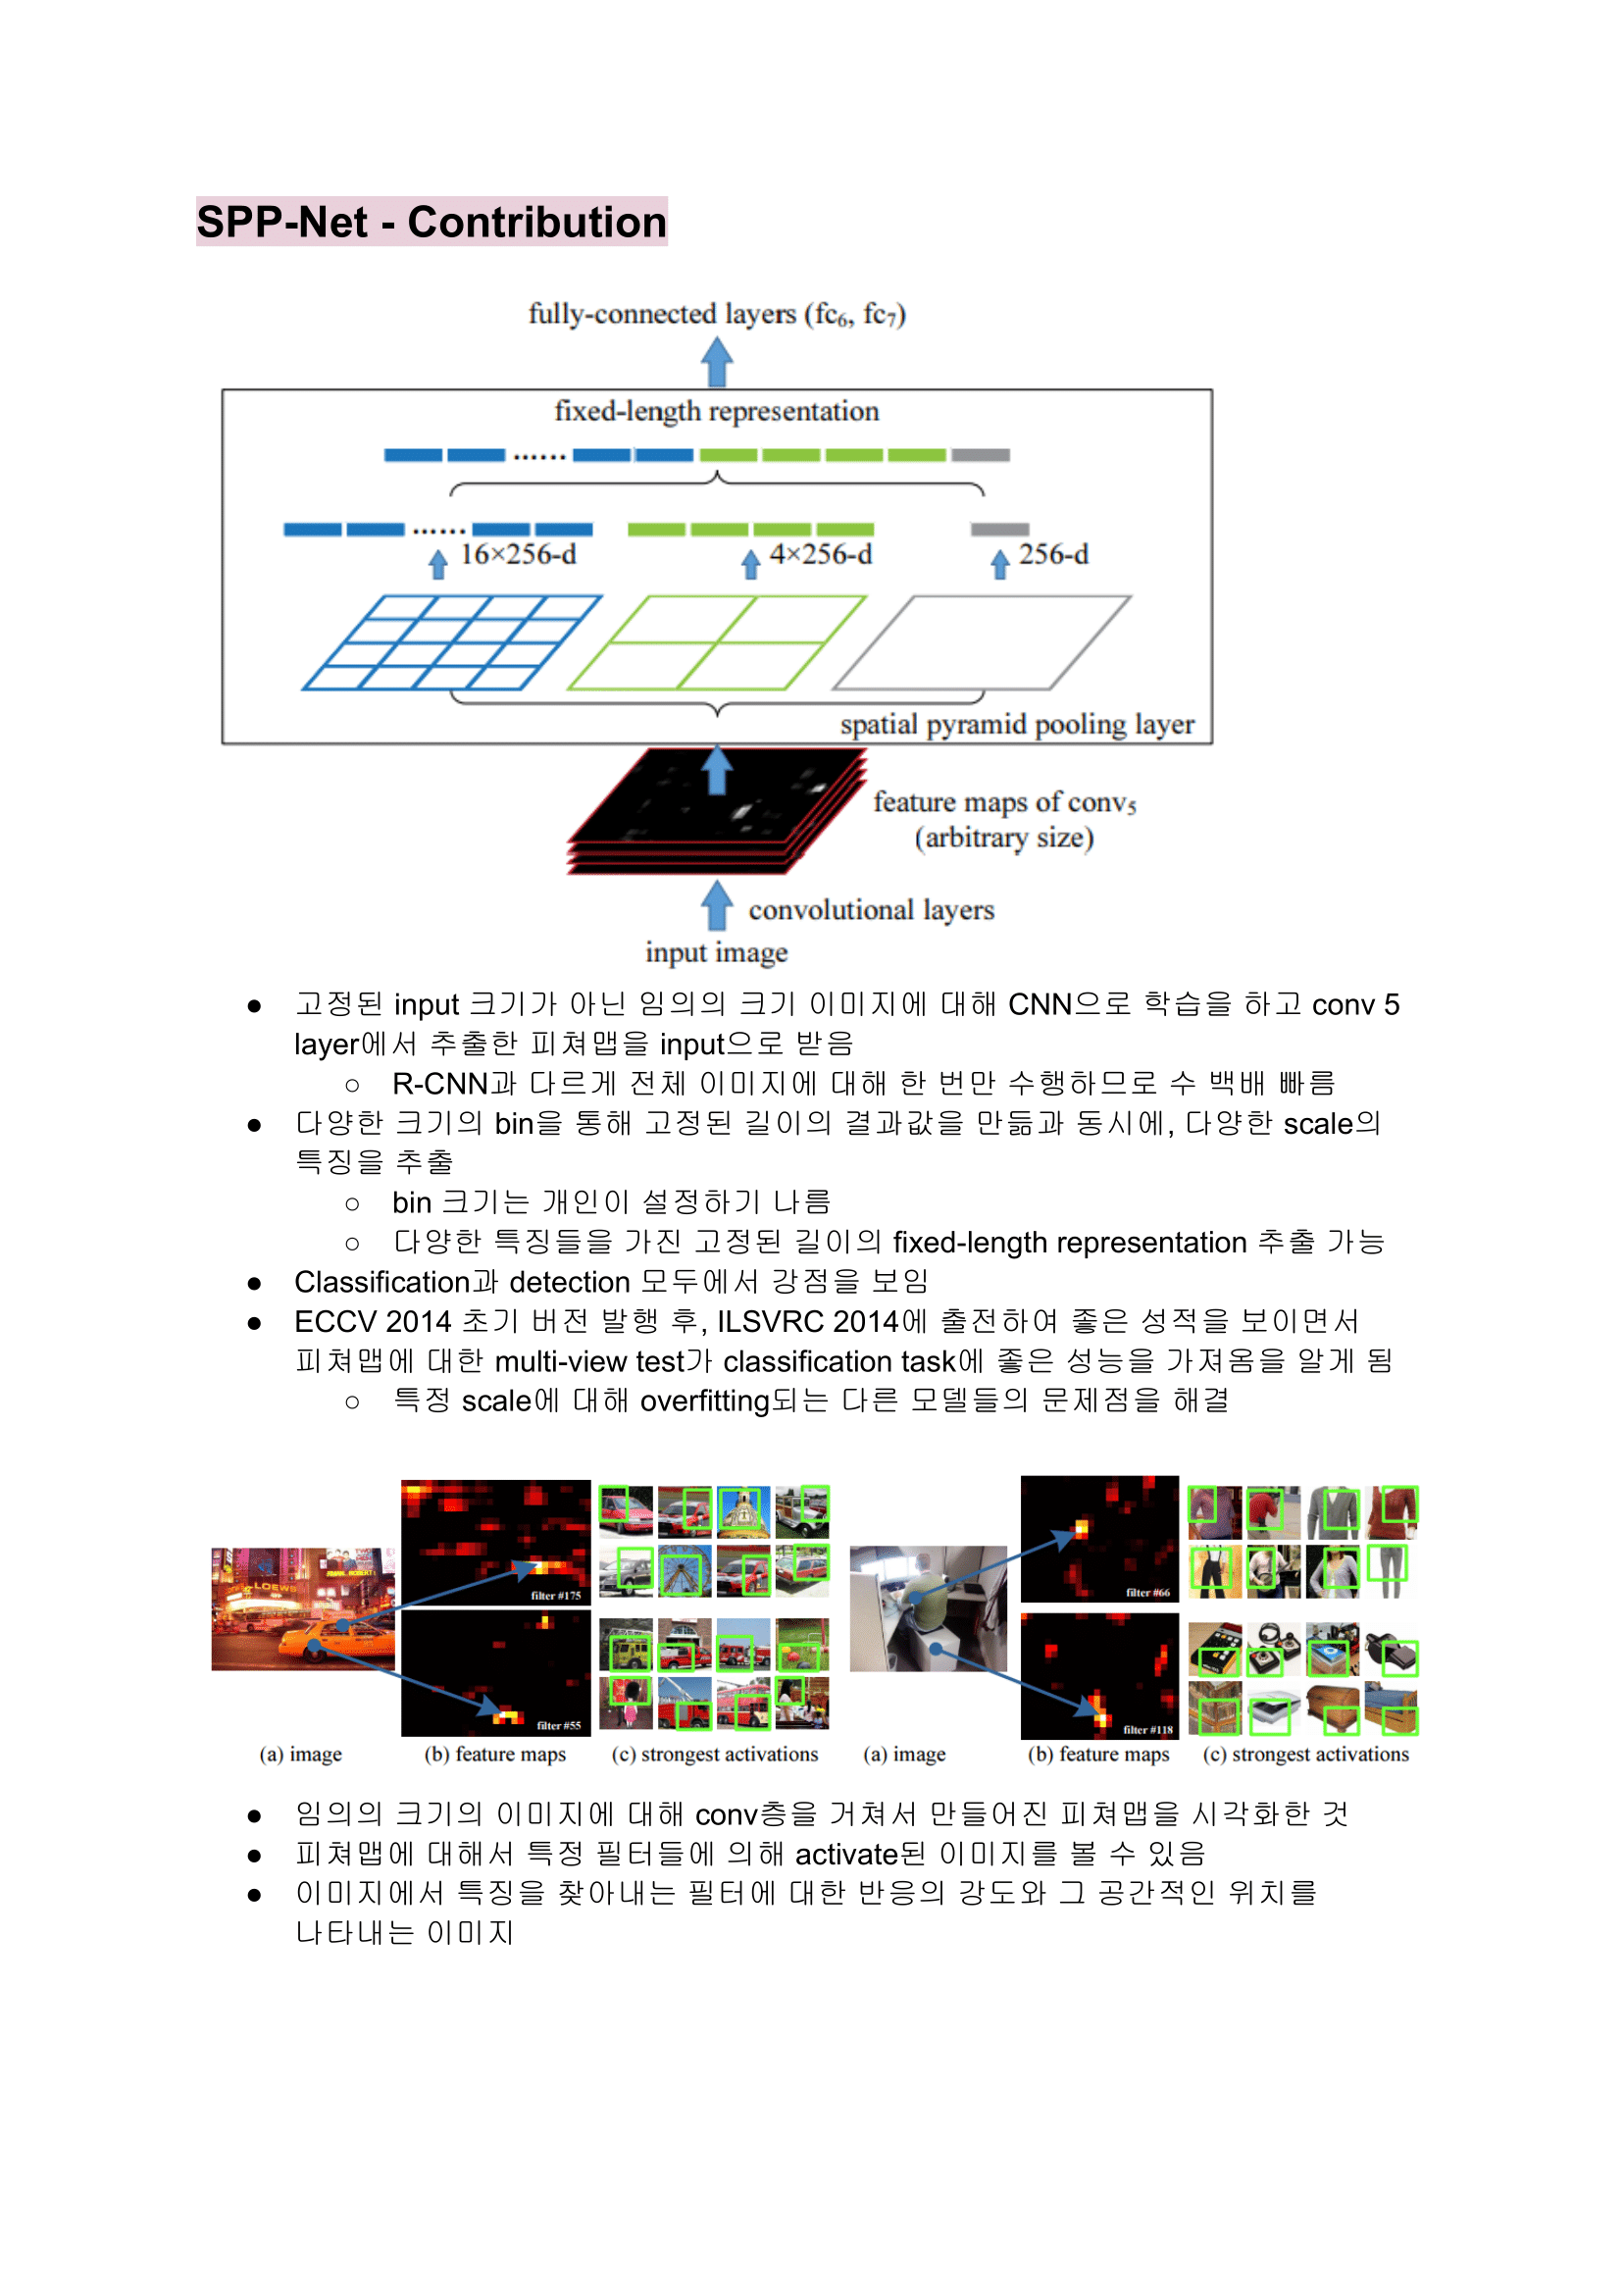 SPP-Net - Contribution
fully-connected layers (fc₆, fc₇)
fixed-length representation
16×256-d
4×256-d
256-d
spatial pyramid pooling layer
feature maps of conv₅
(arbitrary size)
convolutional layers
input image
● 고정된 input 크기가 아닌 임의의 크기 이미지에 대해 CNN으로 학습을 하고 conv 5
layer에서 추출한 피쳐맵을 input으로 받음
○ R-CNN과 다르게 전체 이미지에 대해 한 번만 수행하므로 수 백배 빠름
● 다양한 크기의 bin을 통해 고정된 길이의 결과값을 만듦과 동시에, 다양한 scale의
특징을 추출
○ bin 크기는 개인이 설정하기 나름
○ 다양한 특징들을 가진 고정된 길이의 fixed-length representation 추출 가능
● Classification과 detection 모두에서 강점을 보임
● ECCV 2014 초기 버전 발행 후, ILSVRC 2014에 출전하여 좋은 성적을 보이면서
피쳐맵에 대한 multi-view test가 classification task에 좋은 성능을 가져옴을 알게 됨
○ 특정 scale에 대해 overfitting되는 다른 모델들의 문제점을 해결
LOEWS
filter #175
filter #55
filter #66
filter #118
(a) image
(b) feature maps
(c) strongest activations
(a) image
(b) feature maps
(c) strongest activations
● 임의의 크기의 이미지에 대해 conv층을 거쳐서 만들어진 피쳐맵을 시각화한 것
● 피쳐맵에 대해서 특정 필터들에 의해 activate된 이미지를 볼 수 있음
● 이미지에서 특징을 찾아내는 필터에 대한 반응의 강도와 그 공간적인 위치를
나타내는 이미지